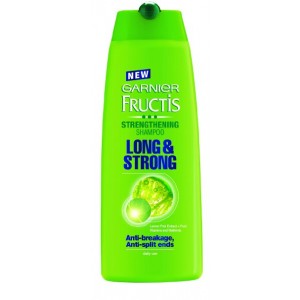 NEW
GARNIER
FRUCTIS
STRENGTHENING
SHAMPOO
LONG &
STRONG
Anti-breakage,
Anti-split ends